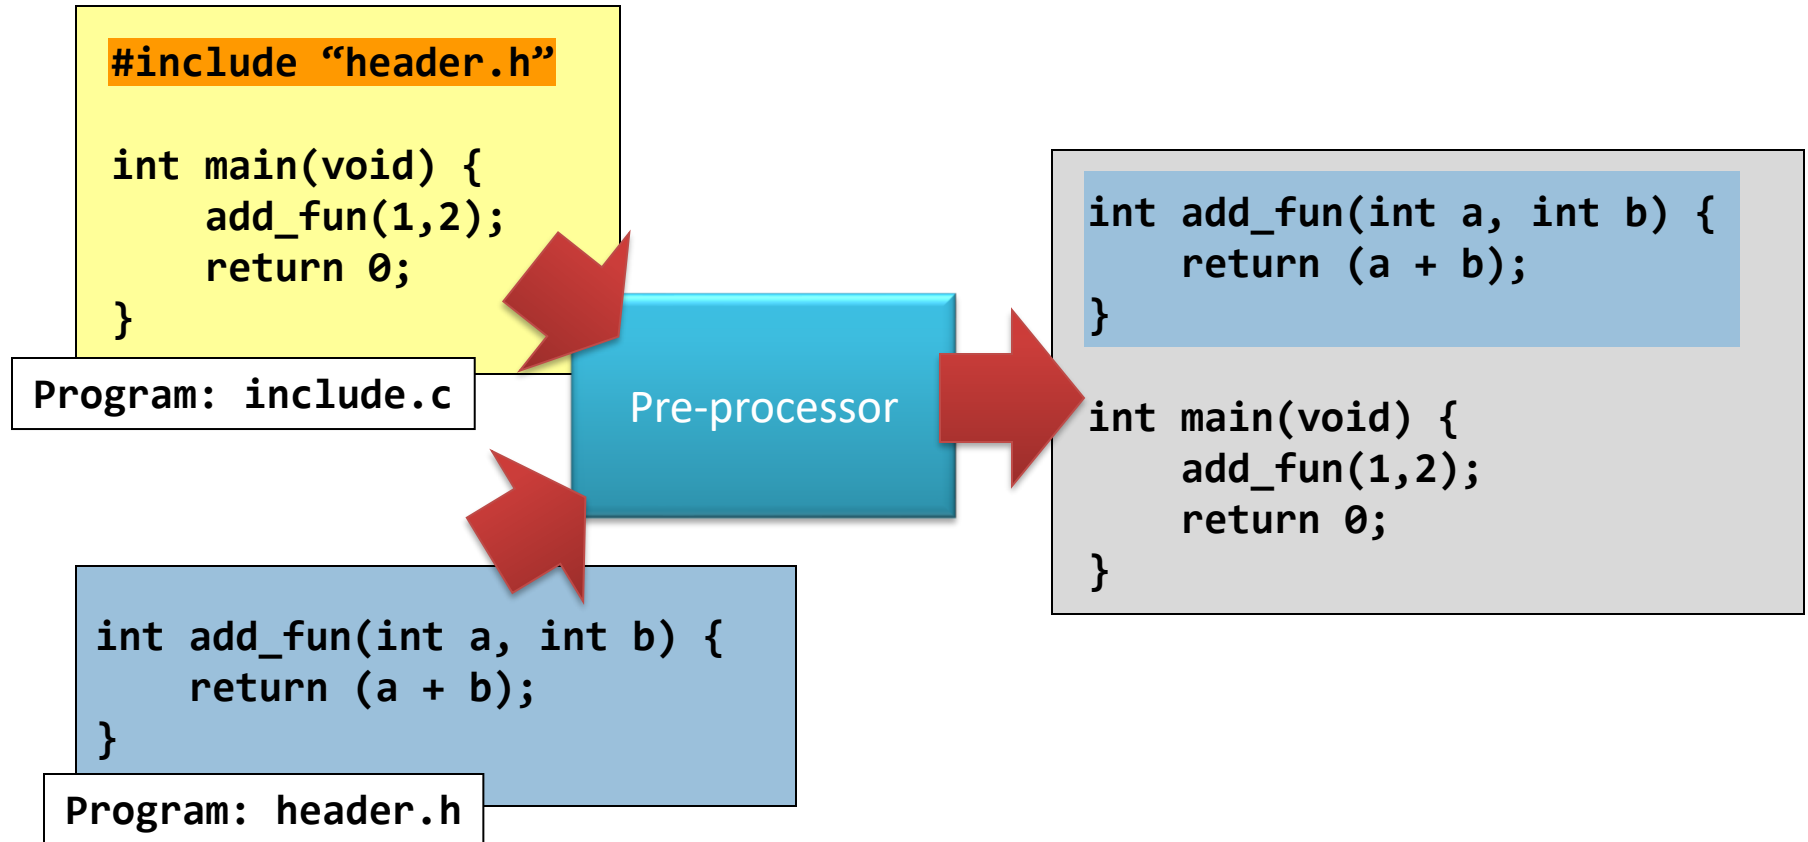 #include “header.h”
int main(void) {
    add_fun(1,2);
    return 0;
}
Program: include.c
Pre-processor
int add_fun(int a, int b) {
    return (a + b);
}
Program: header.h
int add_fun(int a, int b) {
    return (a + b);
}
int main(void) {
    add_fun(1,2);
    return 0;
}